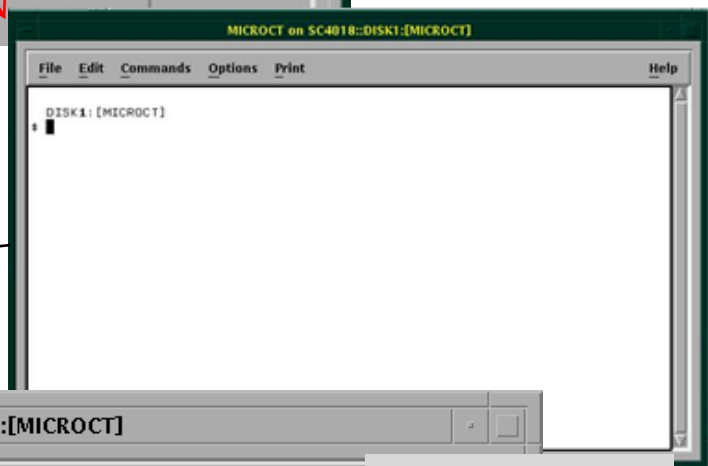 MICROCT on SC4018::DISK1:[MICROCT]
File Edit Commands Options Print Help
DISK1:[MICROCT]
$
:[MICROCT]